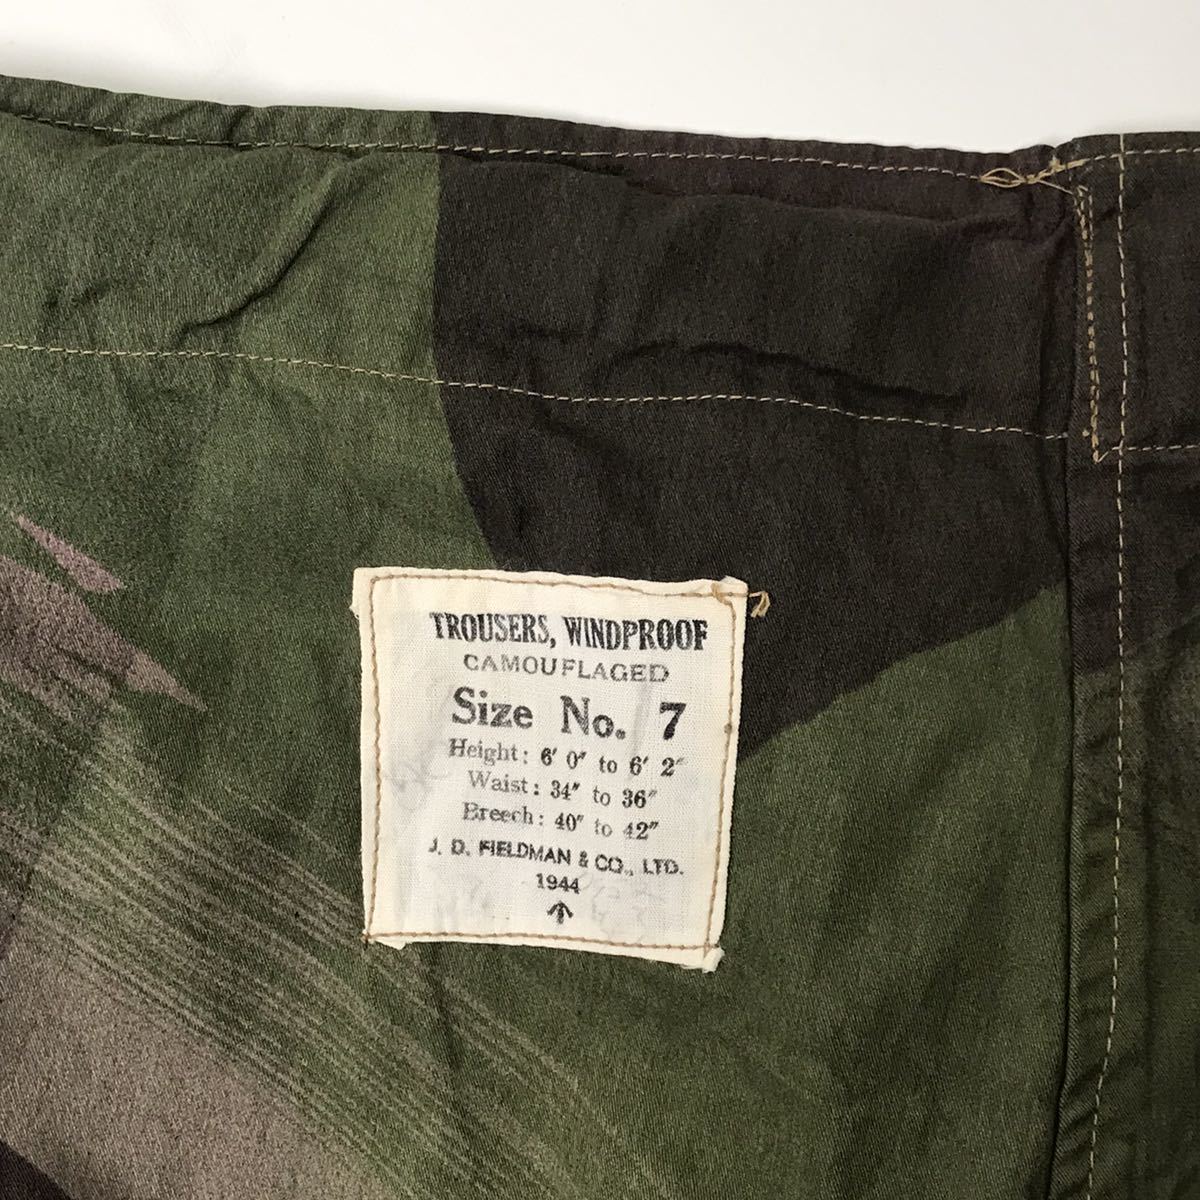 TROUSERS, WINDPROOF
CAMOUFLAGED
Size No. 7
Height: 6' 0" to 6' 2"
Waist: 34" to 36"
Breech: 40" to 42"
J. D. FIELDMAN & CO., LTD.
1944